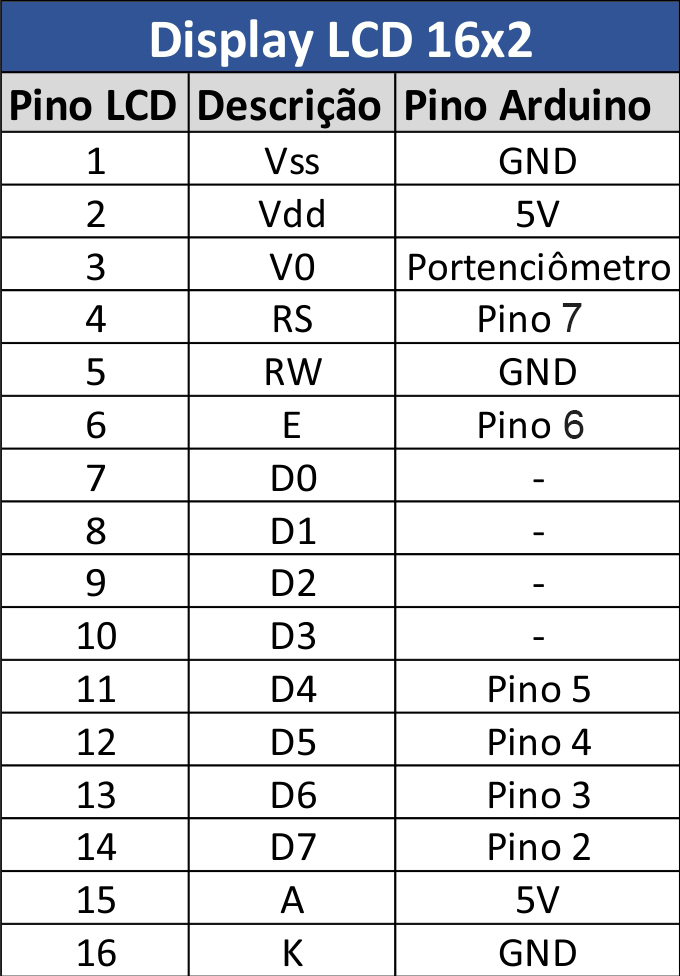 Display LCD 16x2
Pino LCD Descrição Pino Arduino
1 Vss GND
2 Vdd 5V
3 V0 Portenciômetro
4 RS Pino 7
5 RW GND
6 E Pino 6
7 D0 -
8 D1 -
9 D2 -
10 D3 -
11 D4 Pino 5
12 D5 Pino 4
13 D6 Pino 3
14 D7 Pino 2
15 A 5V
16 K GND